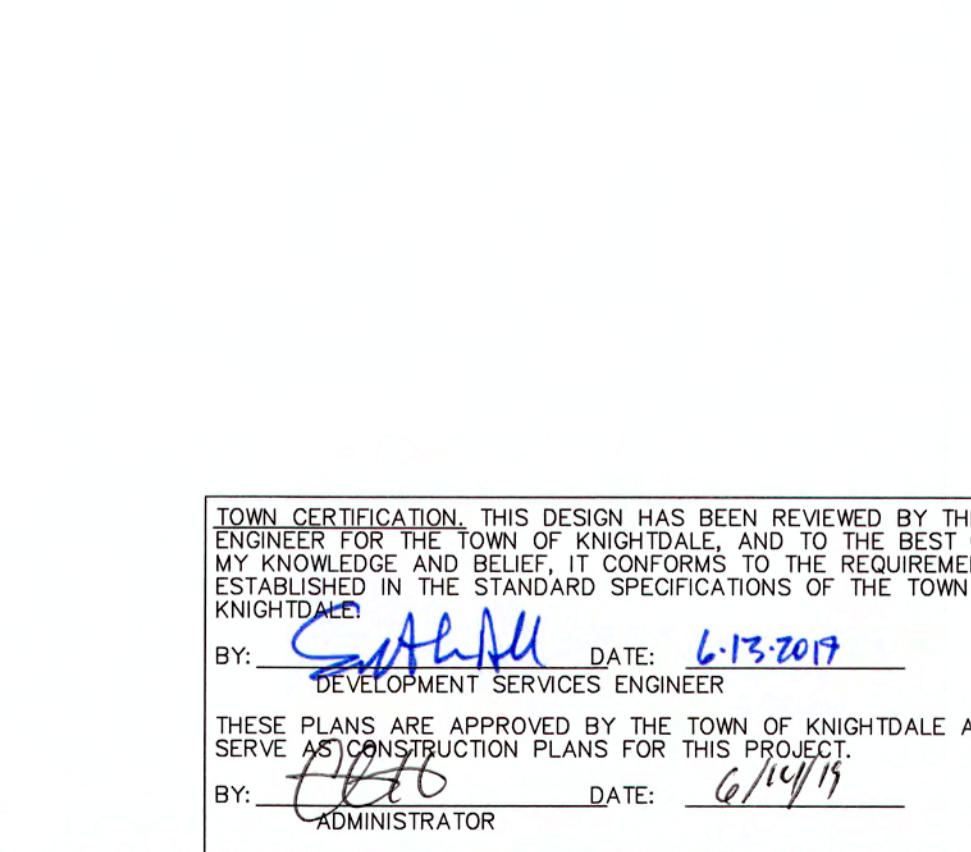 TOWN CERTIFICATION. THIS DESIGN HAS BEEN REVIEWED BY TH
ENGINEER FOR THE TOWN OF KNIGHTDALE, AND TO THE BEST
MY KNOWLEDGE AND BELIEF, IT CONFORMS TO THE REQUIREME
ESTABLISHED IN THE STANDARD SPECIFICATIONS OF THE TOWN
KNIGHTDALE.
BY: DATE: 6.13.2019
DEVELOPMENT SERVICES ENGINEER
THESE PLANS ARE APPROVED BY THE TOWN OF KNIGHTDALE A
SERVE AS CONSTRUCTION PLANS FOR THIS PROJECT.
BY: DATE: 6/14/19
ADMINISTRATOR